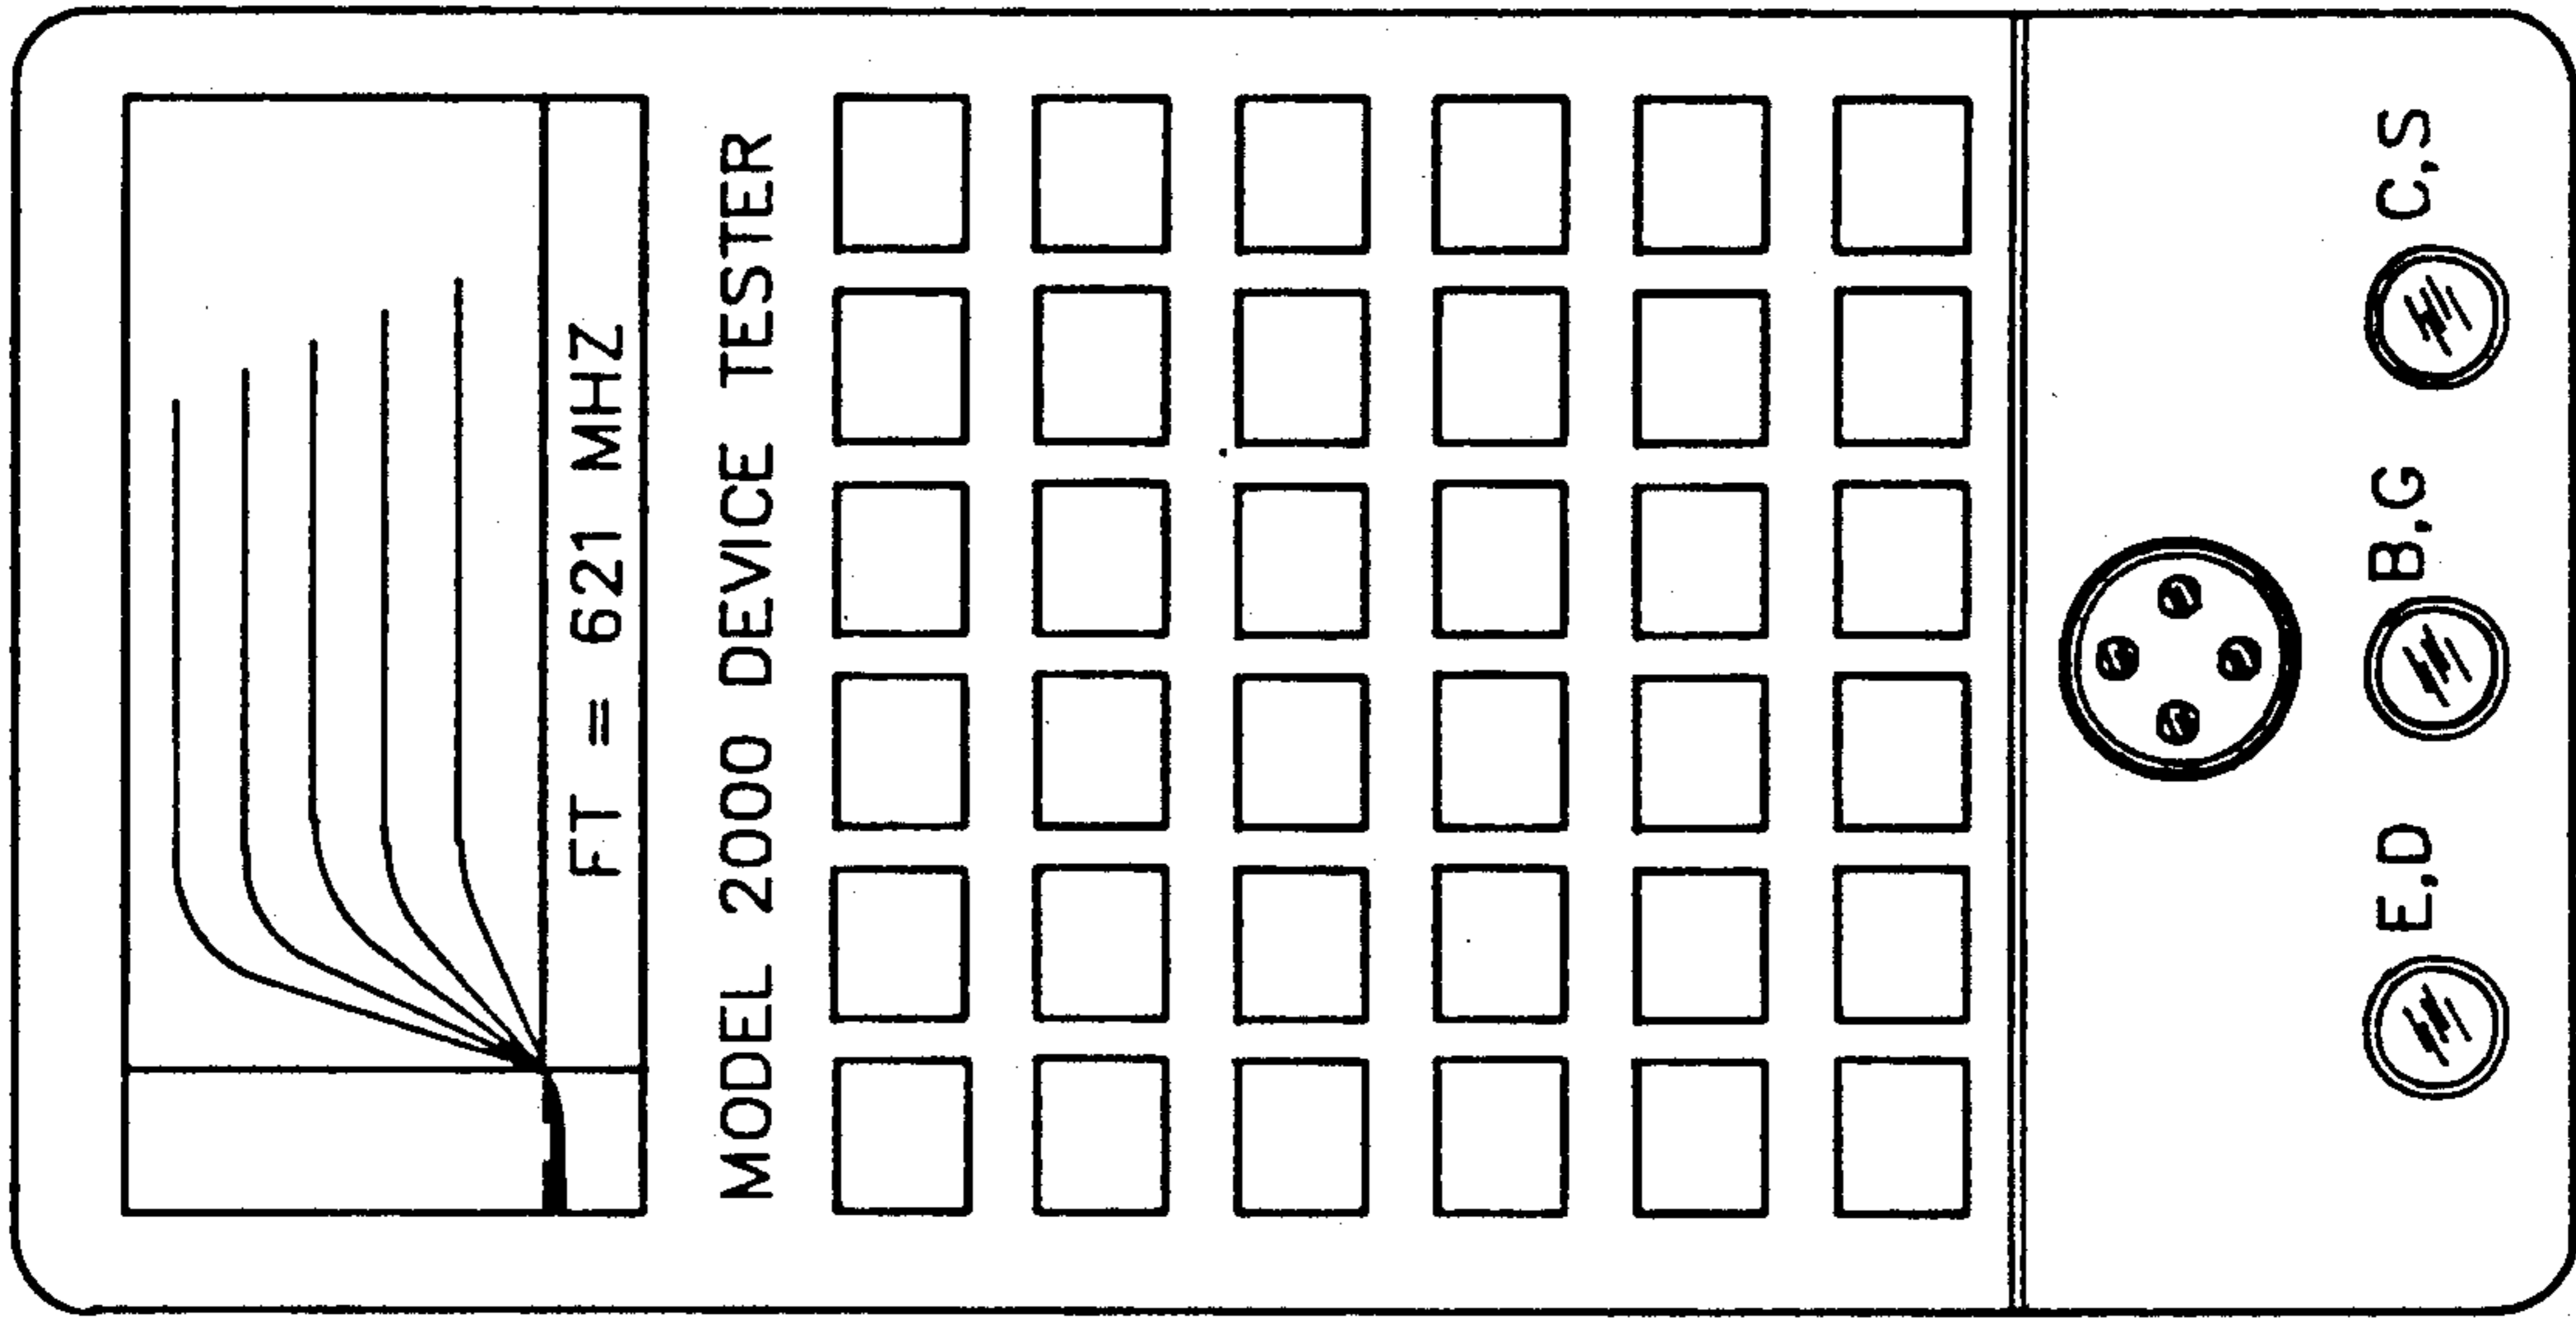 FT = 621 MHZ
MODEL 2000 DEVICE TESTER
E,D B,G C,S